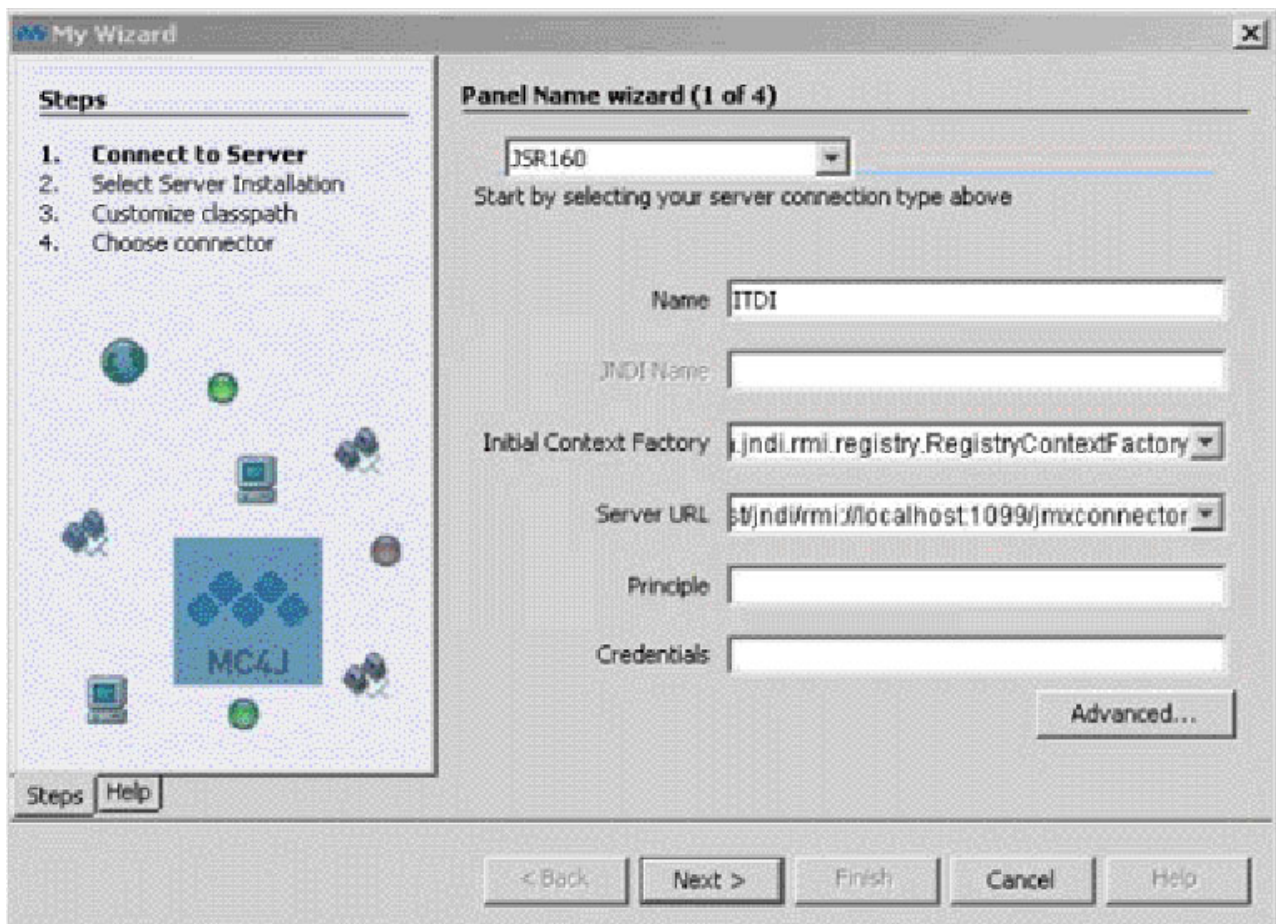 My Wizard
Steps
1. Connect to Server
2. Select Server Installation
3. Customize classpath
4. Choose connector
MC4J
Steps
Help
Panel Name wizard (1 of 4)
JSR160
Start by selecting your server connection type above
Name
ITDI
JNDI Name
Initial Context Factory
.jndi.rmi.registry.RegistryContextFactory
Server URL
st/jndi/rmi://localhost:1099/jmxconnector
Principle
Credentials
Advanced...
< Back
Next >
Finish
Cancel
Help